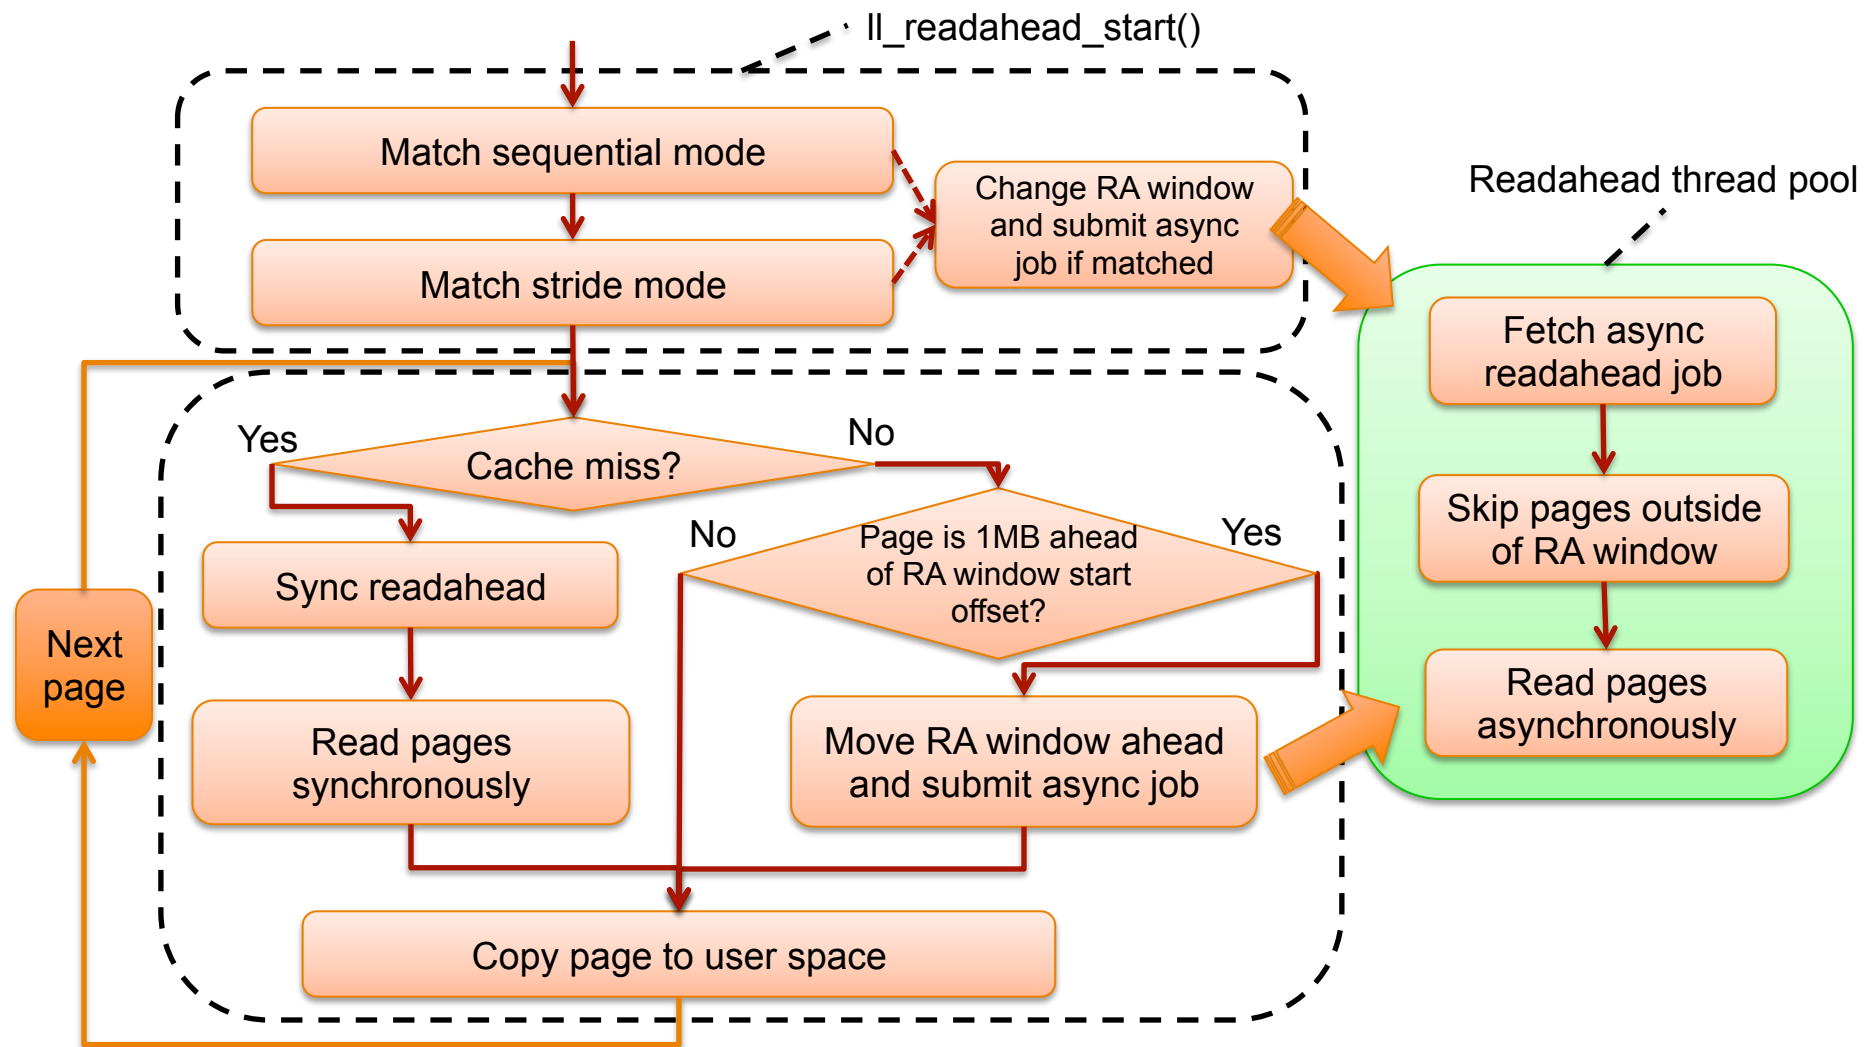 ll_readahead_start()
Match sequential mode
Match stride mode
Change RA window
and submit async
job if matched
Readahead thread pool
Fetch async
readahead job
Skip pages outside
of RA window
Read pages
asynchronously
Yes
Cache miss?
No
No
Page is 1MB ahead
of RA window start
offset?
Yes
Sync readahead
Next
page
Read pages
synchronously
Move RA window ahead
and submit async job
Copy page to user space